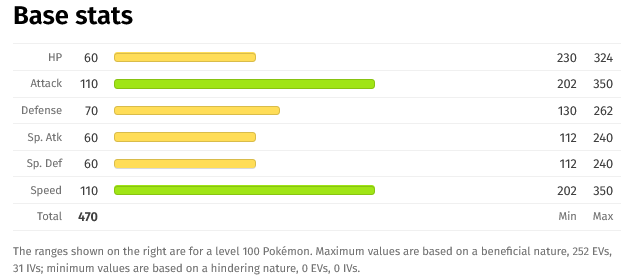 Base stats
HP 60 230 324
Attack 110 202 350
Defense 70 130 262
Sp. Atk 60 112 240
Sp. Def 60 112 240
Speed 110 202 350
Total 470 Min Max
The ranges shown on the right are for a level 100 Pokémon. Maximum values are based on a beneficial nature, 252 EVs,
31 IVs; minimum values are based on a hindering nature, 0 EVs, 0 IVs.